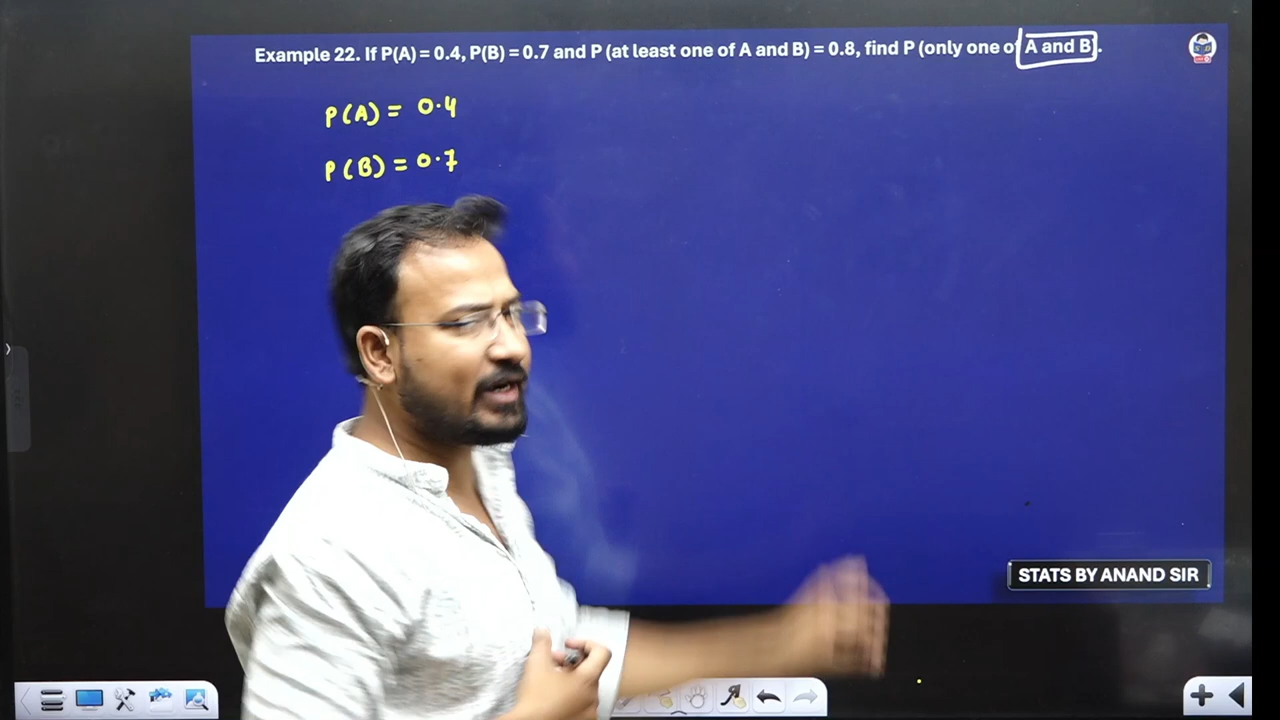 Example 22. If P(A) = 0.4, P(B) = 0.7 and P (at least one of A and B) = 0.8, find P (only one of A and B).
P(A) = 0.4
P(B) = 0.7
STATS BY ANAND SIR